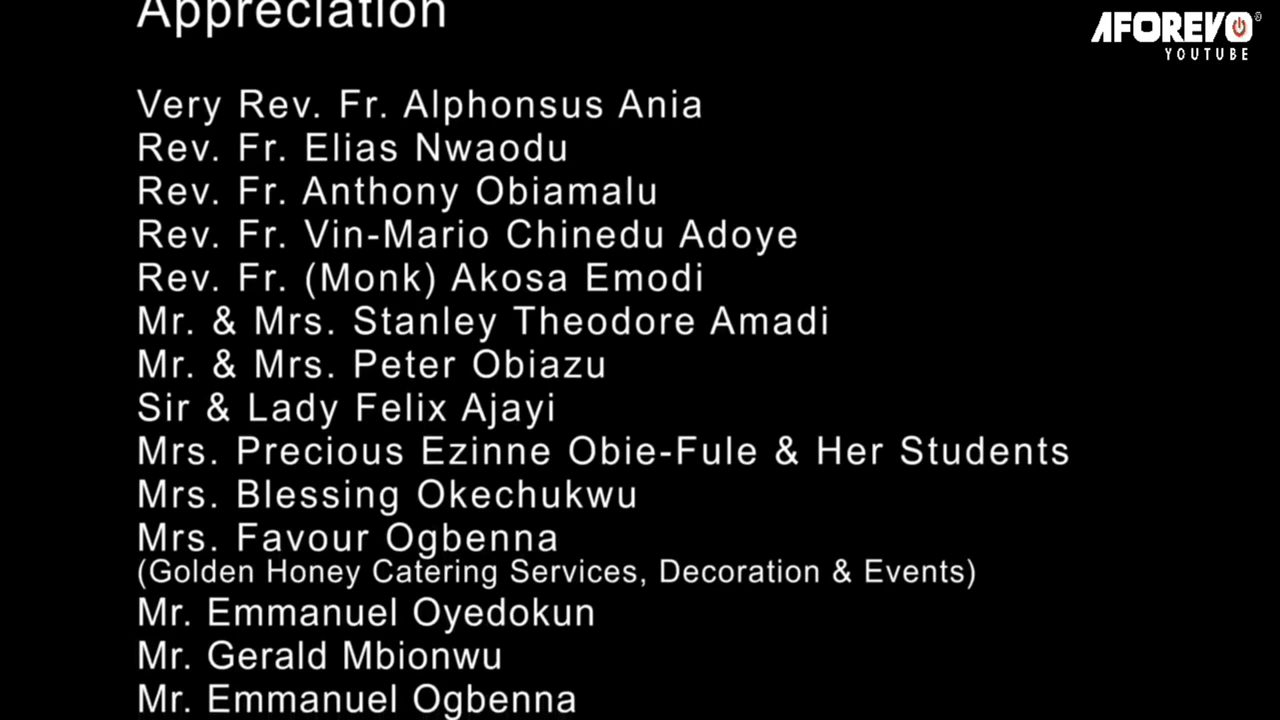 Appreciation
AFOREVO
YOUTUBE
Very Rev. Fr. Alphonsus Ania
Rev. Fr. Elias Nwaodu
Rev. Fr. Anthony Obiamalu
Rev. Fr. Vin-Mario Chinedu Adoye
Rev. Fr. (Monk) Akosa Emodi
Mr. & Mrs. Stanley Theodore Amadi
Mr. & Mrs. Peter Obiazu
Sir & Lady Felix Ajayi
Mrs. Precious Ezinne Obie-Fule & Her Students
Mrs. Blessing Okechukwu
Mrs. Favour Ogbenna
(Golden Honey Catering Services, Decoration & Events)
Mr. Emmanuel Oyedokun
Mr. Gerald Mbionwu
Mr. Emmanuel Ogbenna